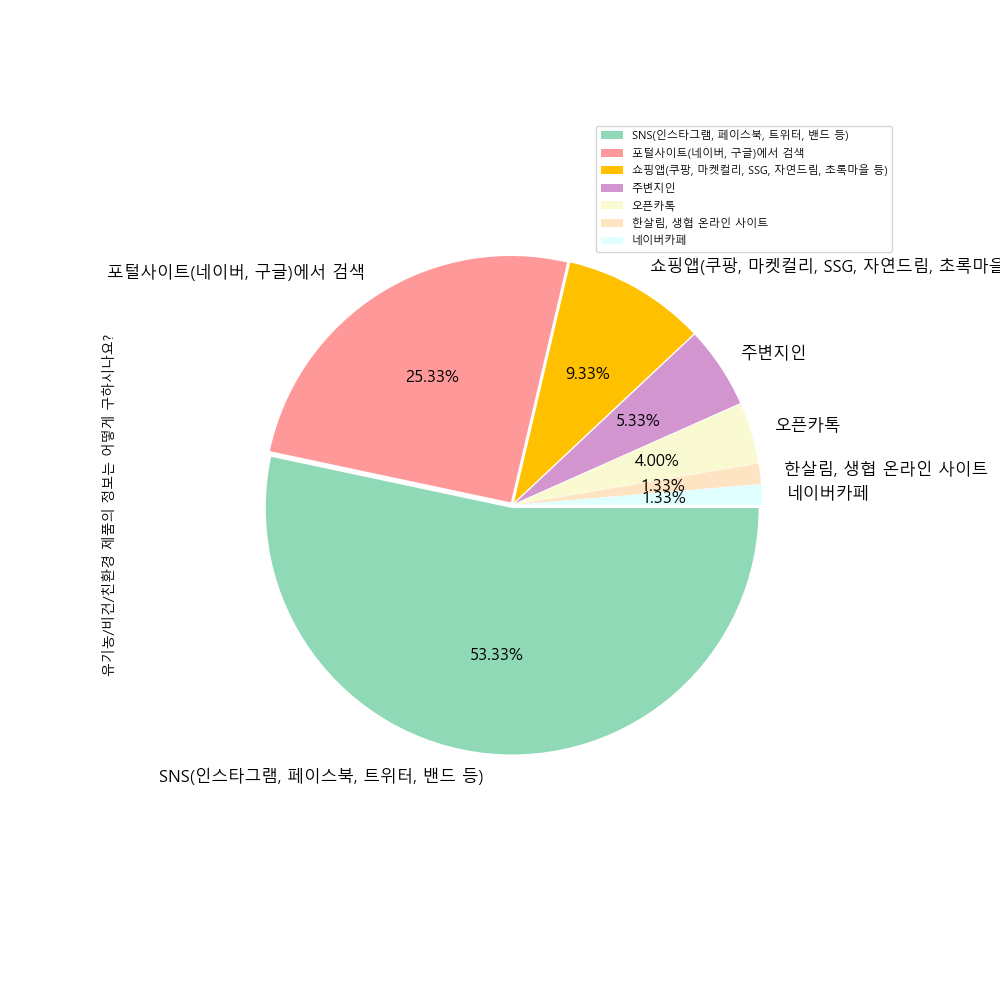 SNS(인스타그램, 페이스북, 트위터, 밴드 등)
포털사이트(네이버, 구글)에서 검색
쇼핑앱(쿠팡, 마켓컬리, SSG, 자연드림, 초록마을 등)
주변지인
오픈카톡
한살림, 생협 온라인 사이트
네이버카페
포털사이트(네이버, 구글)에서 검색
쇼핑앱(쿠팡, 마켓컬리, SSG, 자연드림, 초록마을
주변지인
25.33%
9.33%
5.33%
오픈카톡
4.00%
한살림, 생협 온라인 사이트
1.33%
네이버카페
1.33%
유기농/비건/친환경 제품의 정보는 어떻게 구하시나요?
53.33%
SNS(인스타그램, 페이스북, 트위터, 밴드 등)